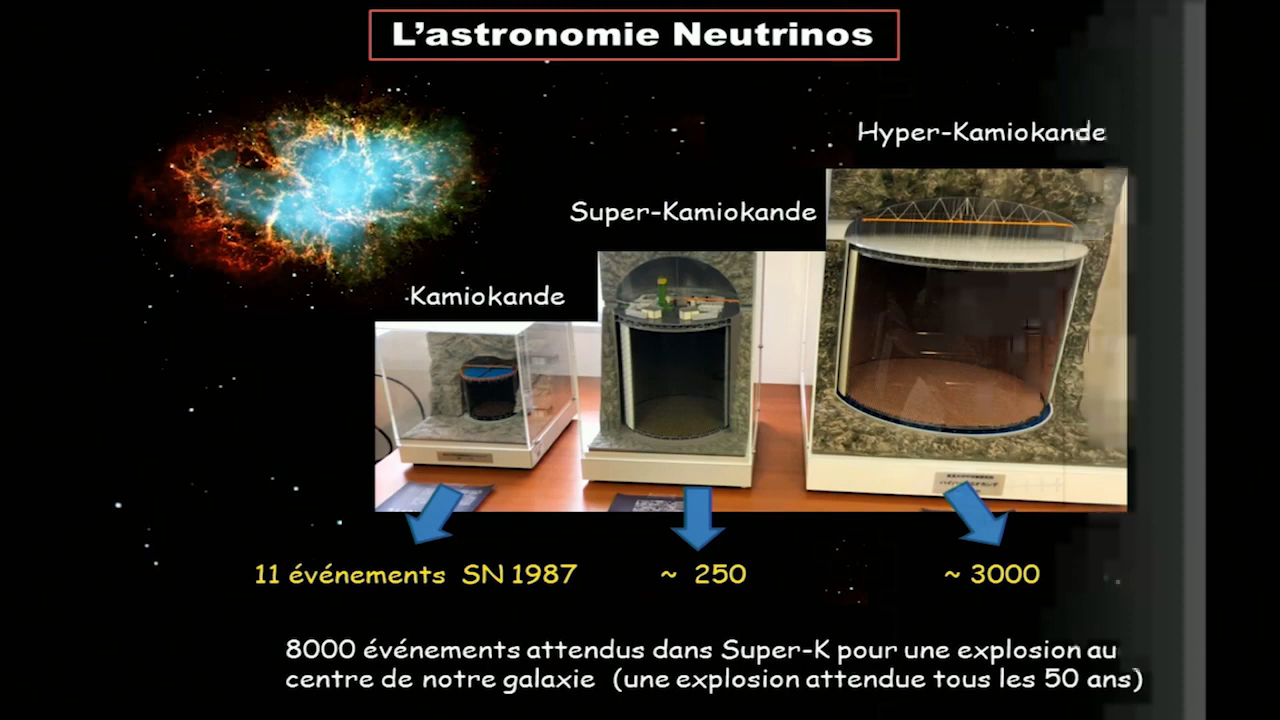 L'astronomie Neutrinos
Hyper-Kamiokande
Super-Kamiokande
Kamiokande
11 événements SN 1987
~ 250
~ 3000
8000 événements attendus dans Super-K pour une explosion au
centre de notre galaxie (une explosion attendue tous les 50 ans)